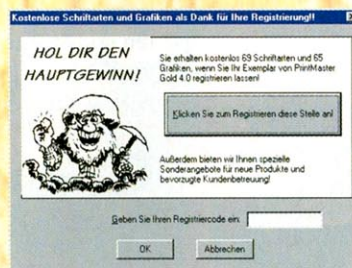 Kostenlose Schriftarten und Grafiken als Dank für Ihre Registrierung!!
HOL DIR DEN
HAUPTGEWINN!
Sie erhalten kostenlos 69 Schriftarten und 65
Grafiken, wenn Sie Ihr Exemplar von PrintMaster
Gold 4.0 registrieren lassen!
Klicken Sie zum Registrieren diese Stelle an!
Außerdem bieten wir Ihnen spezielle
Sonderangebote für neue Produkte und
bevorzugte Kundenbetreuung!
Geben Sie Ihren Registriercode ein:
OK
Abbrechen